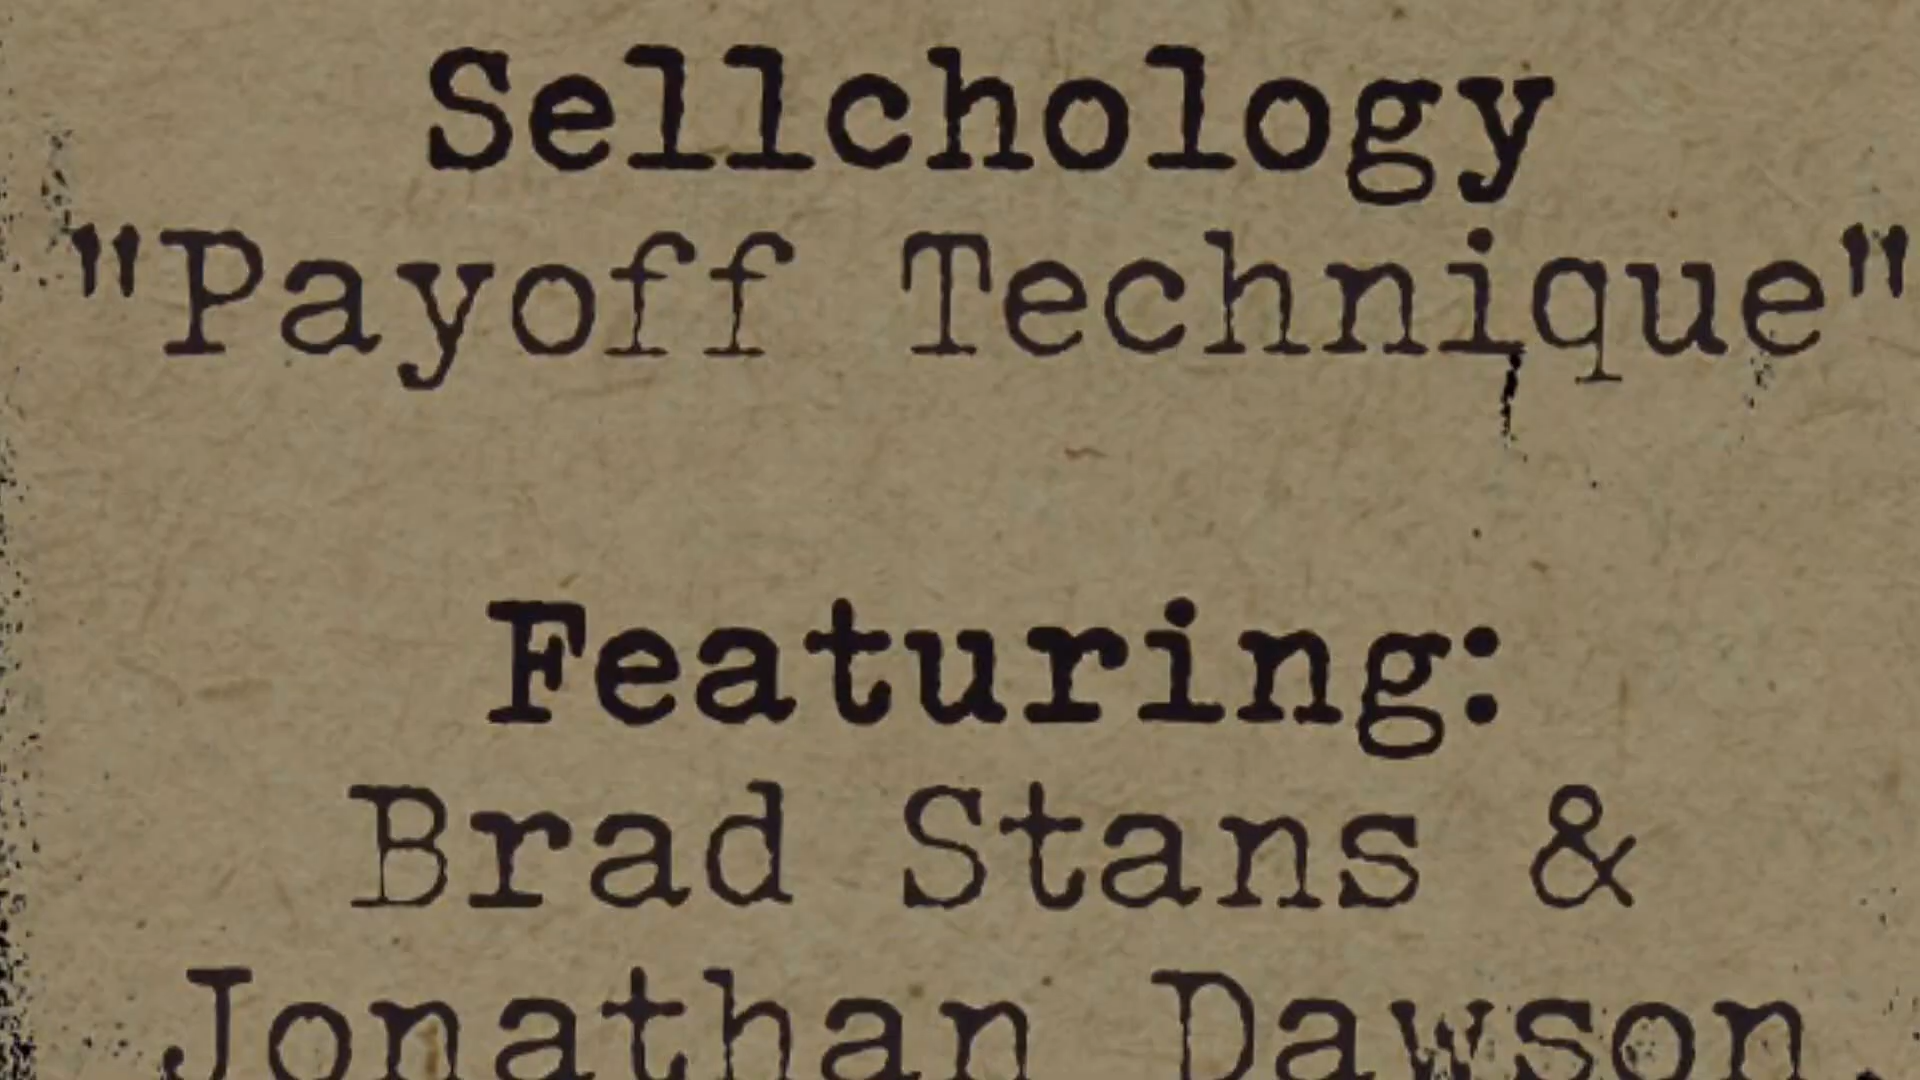 Sellchology
"Payoff Technique"
Featuring:
Brad Stans &
Jonathan Dawson.